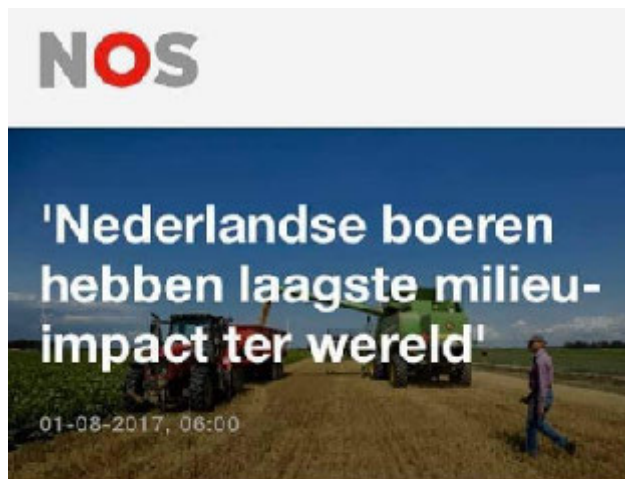 NOS
'Nederlandse boeren
hebben laagste milieu-
impact ter wereld'
01-08-2017, 06:00